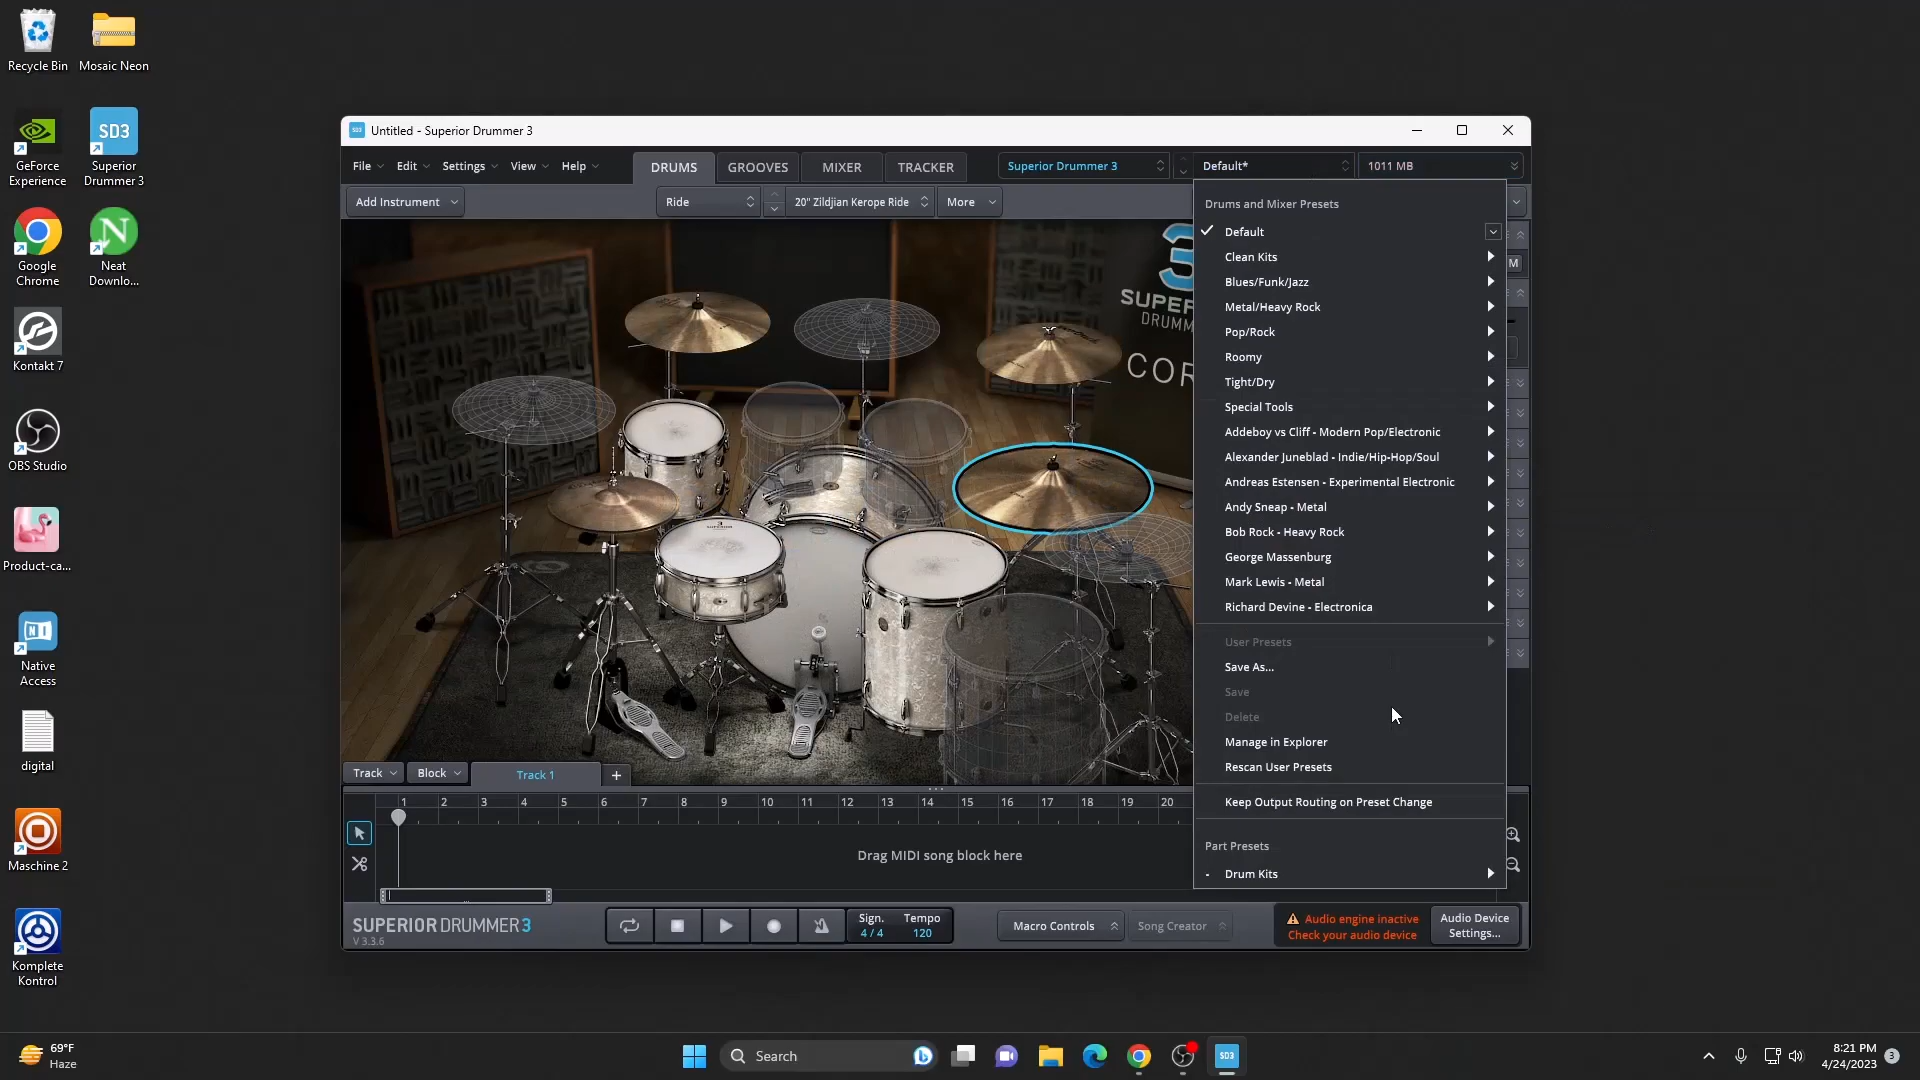 Recycle Bin
Mosaic Neon
GeForce
Experience
SD3
Superior
Drummer 3
Google
Chrome
Neat
Downlo...
Kontakt 7
OBS Studio
Product-ca...
Native
Access
digital
Maschine 2
Komplete
Kontrol
Untitled - Superior Drummer 3
File
Edit
Settings
View
Help
DRUMS
GROOVES
MIXER
TRACKER
Superior Drummer 3
Default*
1011 MB
Add Instrument
Ride
20" Zildjian Kerope Ride
More
Drums and Mixer Presets
Default
Clean Kits
Blues/Funk/Jazz
Metal/Heavy Rock
Pop/Rock
Roomy
Tight/Dry
Special Tools
Addeboy vs Cliff - Modern Pop/Electronic
Alexander Juneblad - Indie/Hip-Hop/Soul
Andreas Estensen - Experimental Electronic
Andy Sneap - Metal
Bob Rock - Heavy Rock
George Massenburg
Mark Lewis - Metal
Richard Devine - Electronica
User Presets
Save As...
Save
Delete
Manage in Explorer
Rescan User Presets
Keep Output Routing on Preset Change
Part Presets
- Drum Kits
M
3
SUPER
DRUMM
COR
Track
Block
Track 1
+
1 2 3 4 5 6 7 8 9 10 11 12 13 14 15 16 17 18 19 20
Drag MIDI song block here
SUPERIOR DRUMMER 3
V 3.3.6
Sign.
4 / 4
Tempo
120
Macro Controls
Song Creator
Audio engine inactive
Check your audio device
Audio Device
Settings...
69°F
Haze
Search
SD3
8:21 PM
4/24/2023
3